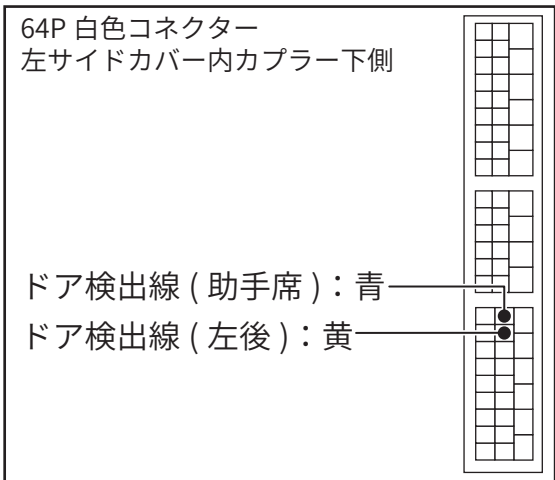 64P 白色コネクター
左サイドカバー内カプラー下側
ドア検出線 ( 助手席 )：青
ドア検出線 ( 左後 )：黄